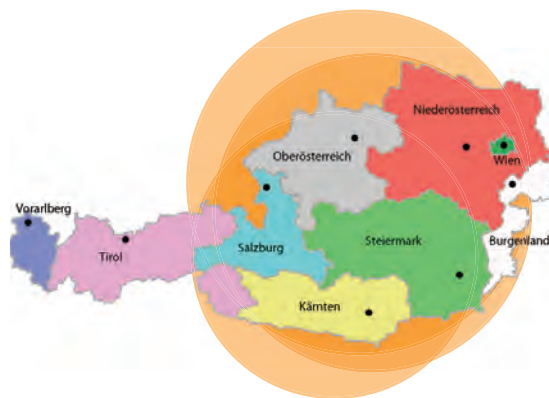 Niederösterreich
Oberösterreich
Wien
Vorarlberg
Tirol
Salzburg
Steiermark
Burgenland
Kärnten